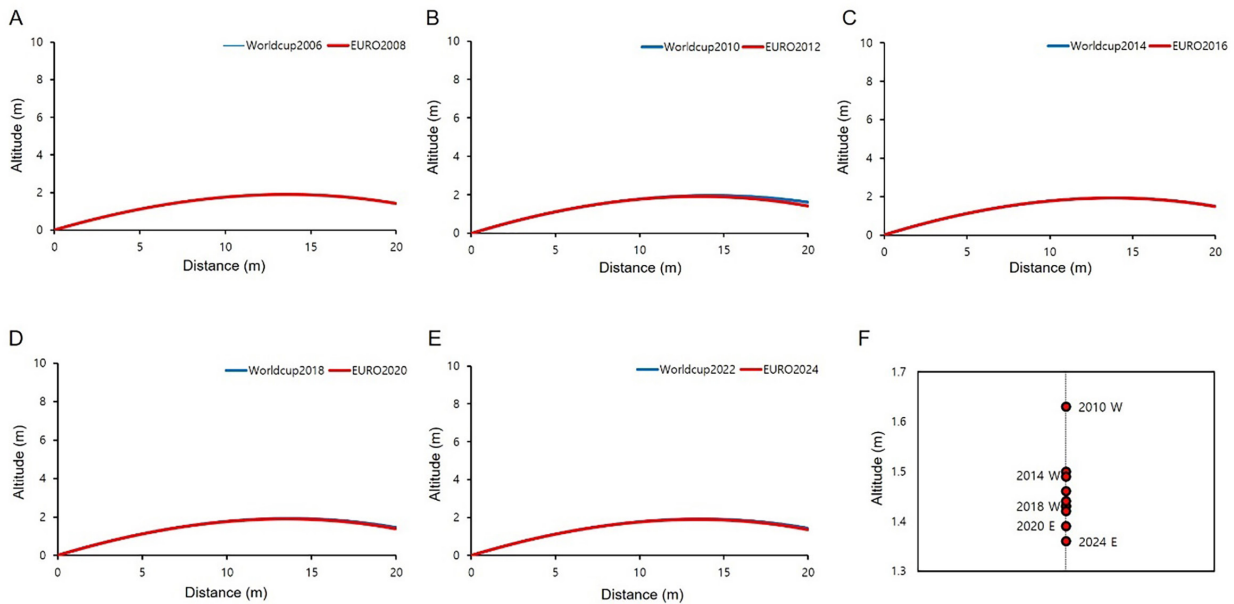 A
Worldcup2006 EURO2008
10
8
6
4
2
0
Altitude (m)
0 5 10 15 20
Distance (m)
B
Worldcup2010 EURO2012
10
8
6
4
2
0
Altitude (m)
0 5 10 15 20
Distance (m)
C
Worldcup2014 EURO2016
10
8
6
4
2
0
Altitude (m)
0 5 10 15 20
Distance (m)
D
Worldcup2018 EURO2020
10
8
6
4
2
0
Altitude (m)
0 5 10 15 20
Distance (m)
E
Worldcup2022 EURO2024
10
8
6
4
2
0
Altitude (m)
0 5 10 15 20
Distance (m)
F
1.7
1.6
1.5
1.4
1.3
Altitude (m)
2010 W
2014 W
2018 W
2020 E
2024 E